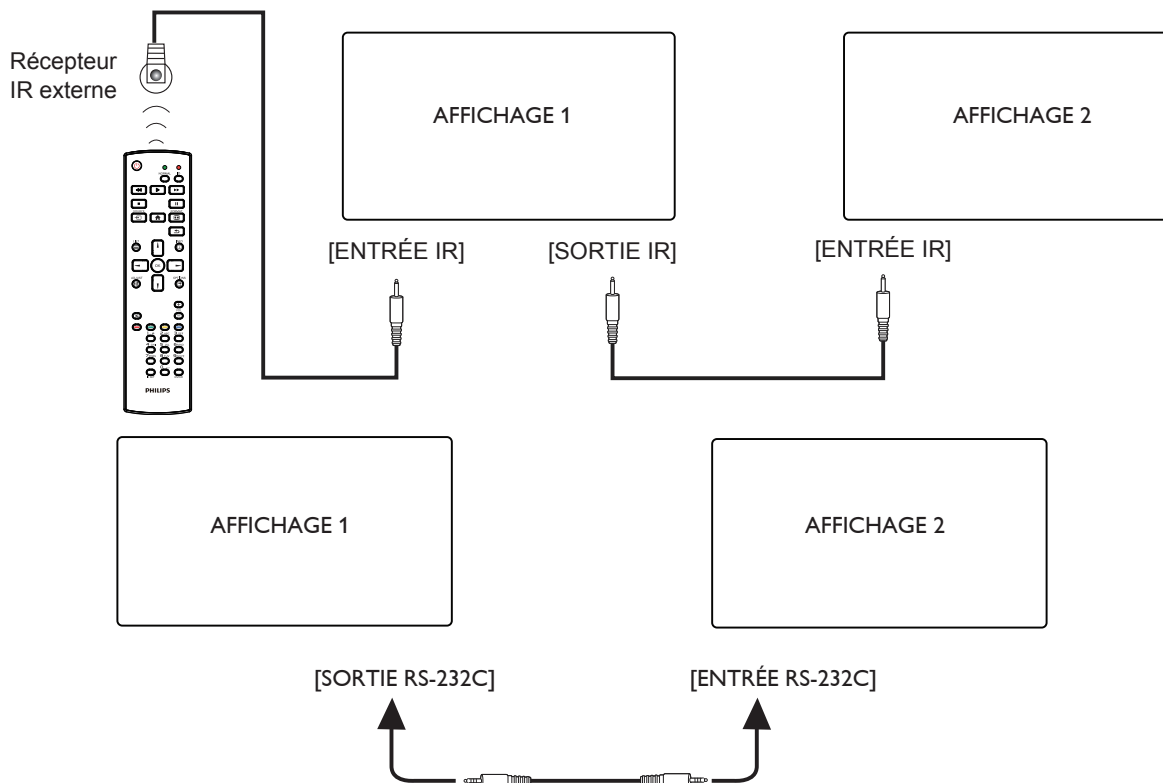 Récepteur
IR externe
AFFICHAGE 1
AFFICHAGE 2
[ENTRÉE IR]
[SORTIE IR]
[ENTRÉE IR]
PHILIPS
AFFICHAGE 1
AFFICHAGE 2
[SORTIE RS-232C]
[ENTRÉE RS-232C]